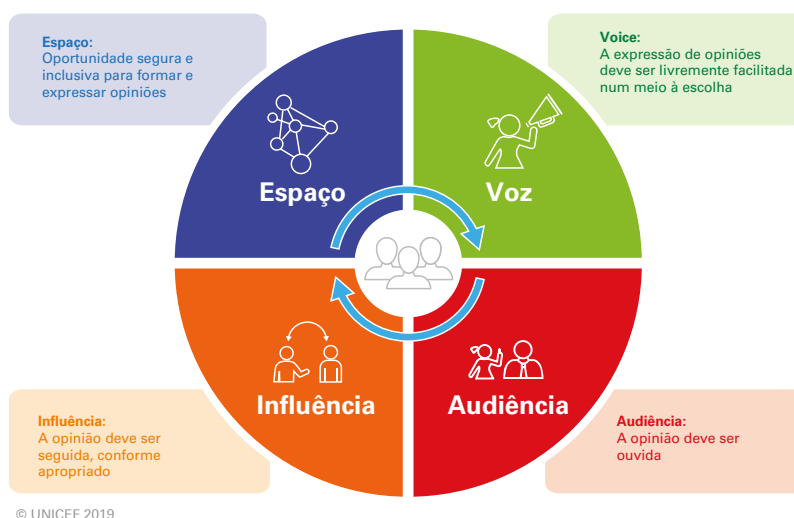 Espaço:
Oportunidade segura e
inclusiva para formar e
expressar opiniões
Voice:
A expressão de opiniões
deve ser livremente facilitada
num meio à escolha
Espaço
Voz
Influência
Audiência
Influência:
A opinião deve ser
seguida, conforme
apropriado
Audiência:
A opinião deve ser
ouvida
© UNICEF 2019